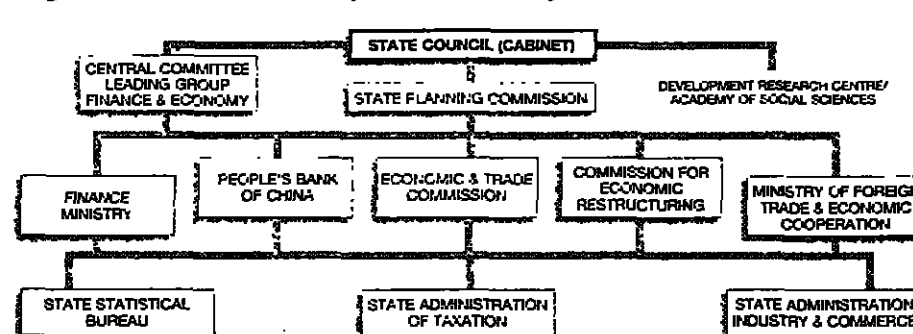 STATE COUNCIL (CABINET)
CENTRAL COMMITTEE
LEADING GROUP
FINANCE & ECONOMY
STATE PLANNING COMMISSION
DEVELOPMENT RESEARCH CENTRE/
ACADEMY OF SOCIAL SCIENCES
FINANCE
MINISTRY
PEOPLE'S BANK
OF CHINA
ECONOMIC & TRADE
COMMISSION
COMMISSION FOR
ECONOMIC
RESTRUCTURING
MINISTRY OF FOREIG
TRADE & ECONOMIC
COOPERATION
STATE STATISTICAL
BUREAU
STATE ADMINISTRATION
OF TAXATION
STATE ADMINISTRATION
INDUSTRY & COMMERCE